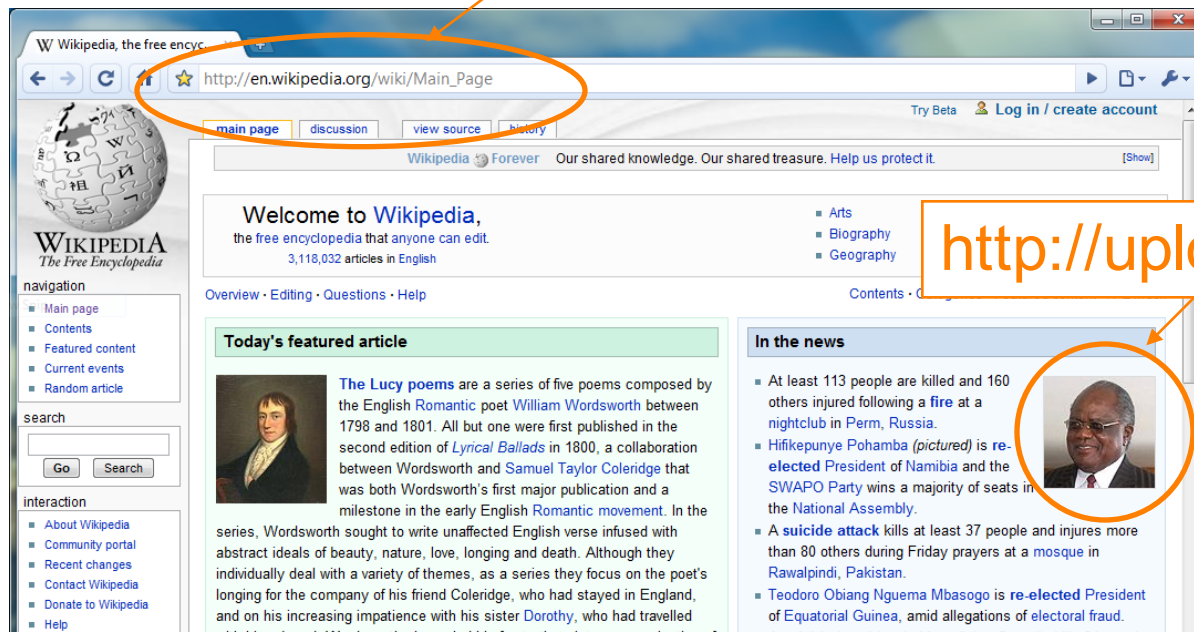 W Wikipedia, the free encyc.
http://en.wikipedia.org/wiki/Main_Page
Try Beta Log in / create account
main page discussion view source history
Wikipedia Forever Our shared knowledge. Our shared treasure. Help us protect it. [Show]
WIKIPEDIA
The Free Encyclopedia
navigation
Main page
Contents
Featured content
Current events
Random article
search
Go Search
interaction
About Wikipedia
Community portal
Recent changes
Contact Wikipedia
Donate to Wikipedia
Help
Welcome to Wikipedia,
the free encyclopedia that anyone can edit.
3,118,032 articles in English
Arts
Biography
Geography
http://uplo
Overview · Editing · Questions · Help
Contents ·
Today's featured article
The Lucy poems are a series of five poems composed by
the English Romantic poet William Wordsworth between
1798 and 1801. All but one were first published in the
second edition of Lyrical Ballads in 1800, a collaboration
between Wordsworth and Samuel Taylor Coleridge that
was both Wordsworth's first major publication and a
milestone in the early English Romantic movement. In the
series, Wordsworth sought to write unaffected English verse infused with
abstract ideals of beauty, nature, love, longing and death. Although they
individually deal with a variety of themes, as a series they focus on the poet's
longing for the company of his friend Coleridge, who had stayed in England,
and on his increasing impatience with his sister Dorothy, who had travelled
In the news
At least 113 people are killed and 160
others injured following a fire at a
nightclub in Perm, Russia.
Hifikepunye Pohamba (pictured) is re-
elected President of Namibia and the
SWAPO Party wins a majority of seats in
the National Assembly.
A suicide attack kills at least 37 people and injures more
than 80 others during Friday prayers at a mosque in
Rawalpindi, Pakistan.
Teodoro Obiang Nguema Mbasogo is re-elected President
of Equatorial Guinea, amid allegations of electoral fraud.